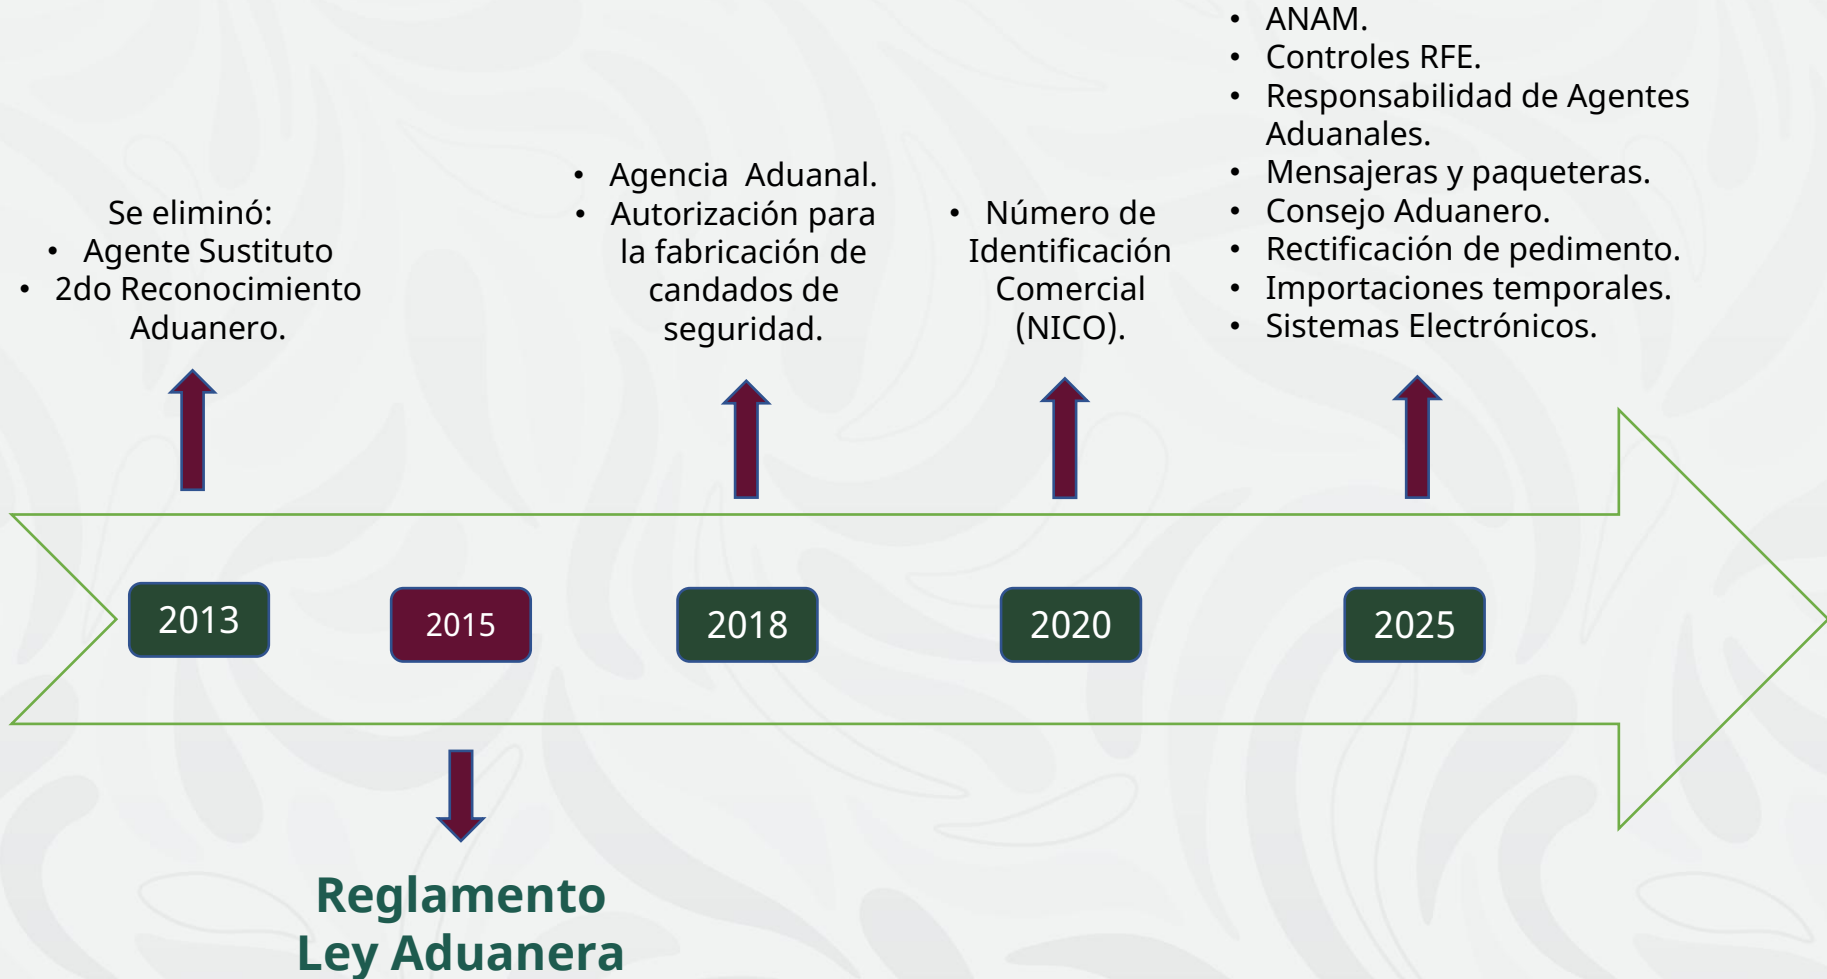 Se eliminó:
• Agente Sustituto
• 2do Reconocimiento
Aduanero.
• Agencia  Aduanal.
• Autorización para
la fabricación de
candados de
seguridad.
• Número de
Identificación
Comercial
(NICO).
• ANAM.
• Controles RFE.
• Responsabilidad de Agentes
Aduanales.
• Mensajeras y paqueteras.
• Consejo Aduanero.
• Rectificación de pedimento.
• Importaciones temporales.
• Sistemas Electrónicos.
2013
2015
2018
2020
2025
Reglamento
Ley Aduanera